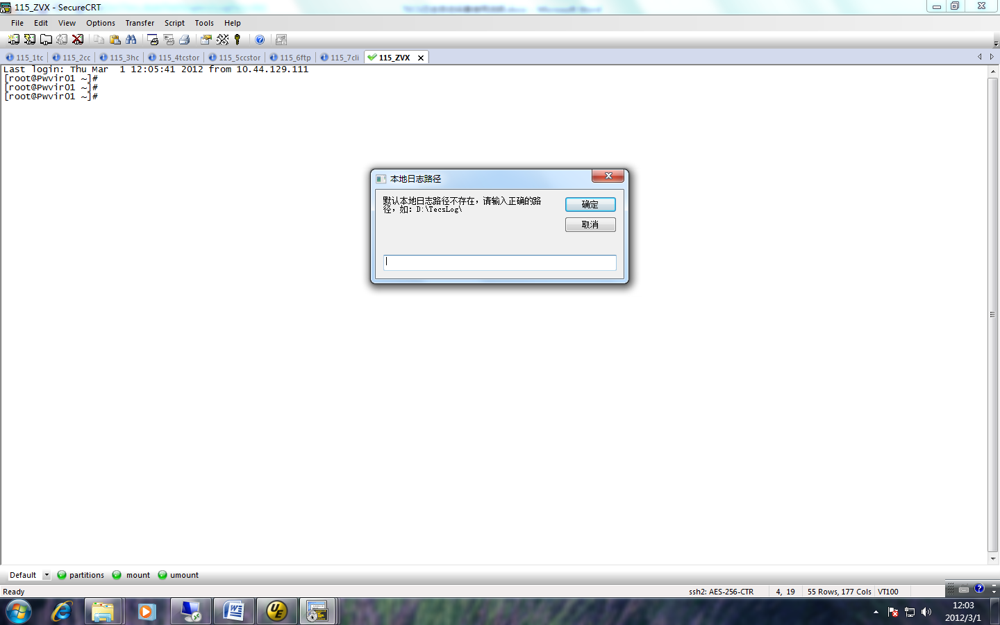 115_ZVX - SecureCRT
File Edit View Options Transfer Script Tools Help
115_1tc 115_2cc 115_3hc 115_4tcstor 115_5ccstor 115_6ftp 115_7cli 115_ZVX
Last login: Thu Mar  1 12:05:41 2012 from 10.44.129.111
[root@Pwvir01 ~]#
[root@Pwvir01 ~]#
[root@Pwvir01 ~]#
本地日志路径
默认本地日志路径不存在，请输入正确的路
径，如：D:\TecsLog\
确定
取消
Default partitions mount umount
Ready ssh2: AES-256-CTR 4, 19 55 Rows, 177 Cols VT100
12:03
2012/3/1